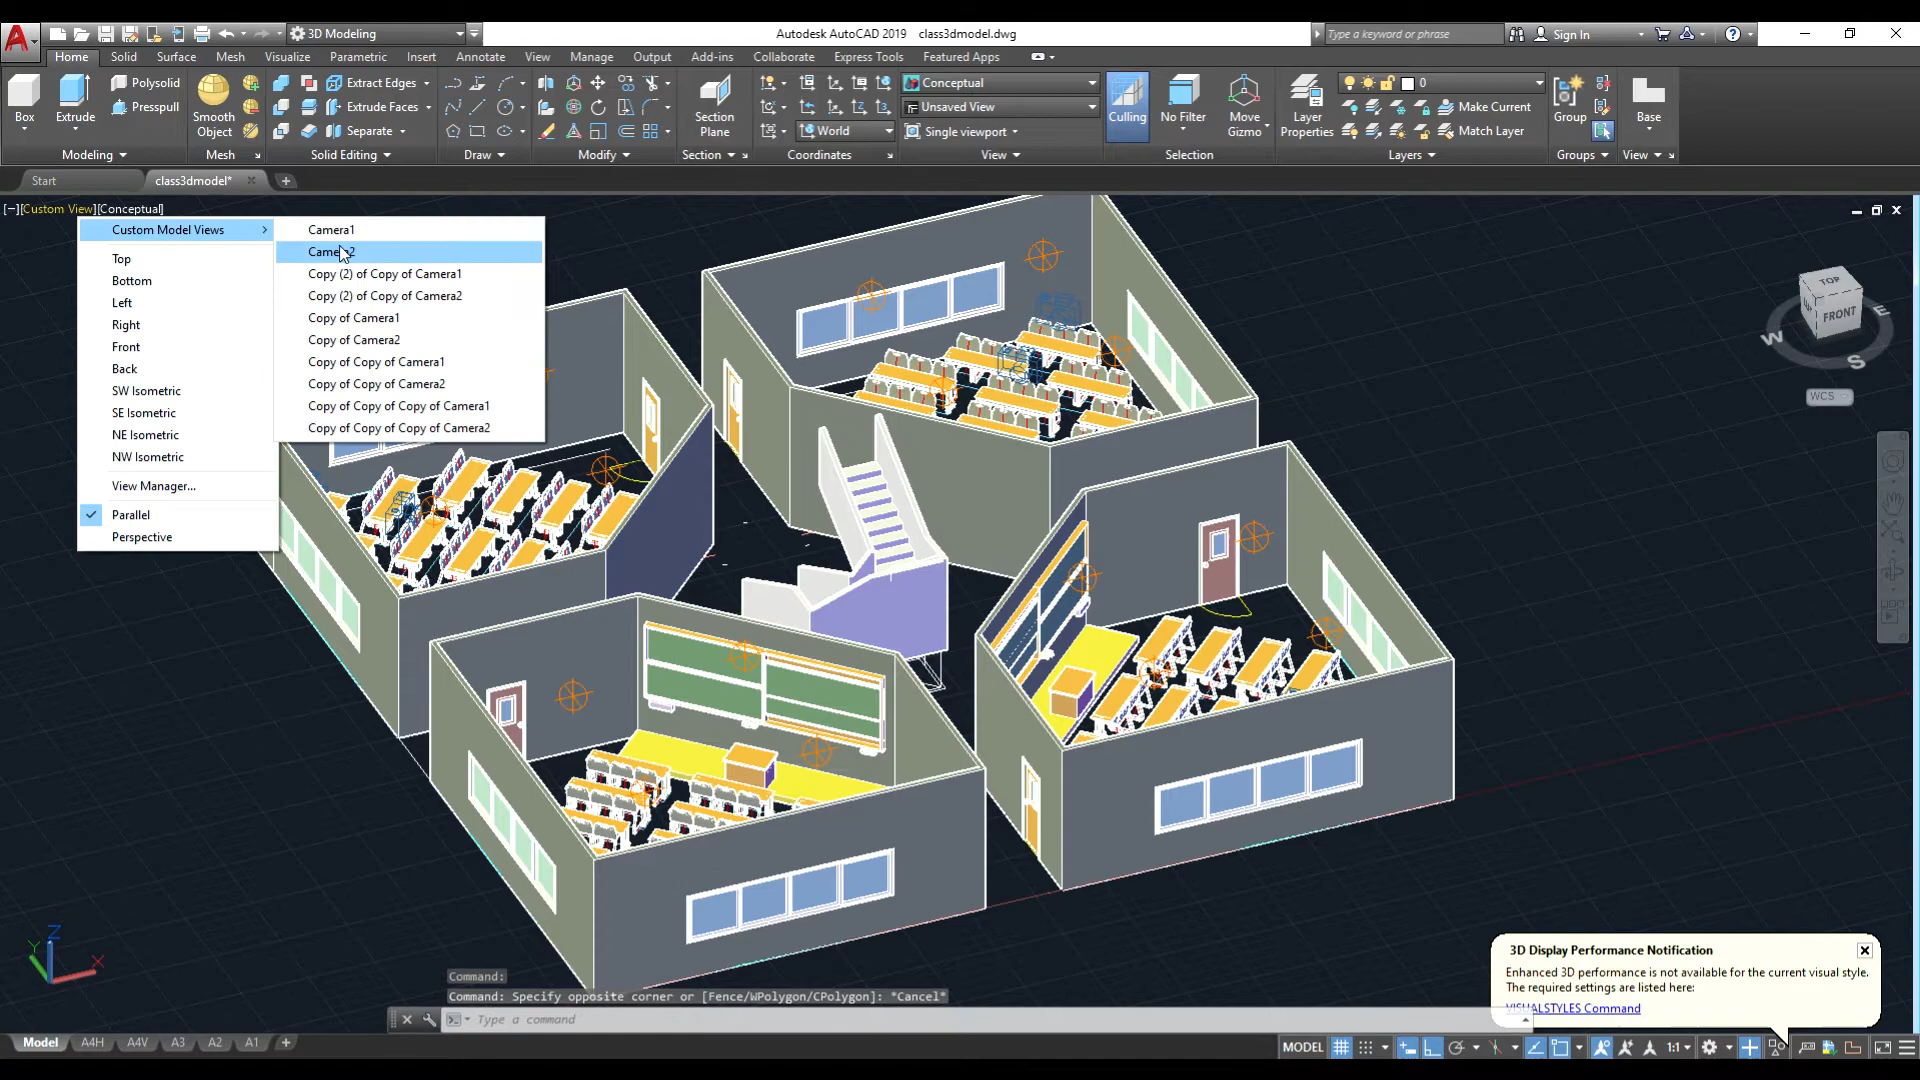 3D Modeling
Autodesk AutoCAD 2019 class3dmodel.dwg
Type a keyword or phrase
Sign In
Home Solid Surface Mesh Visualize Parametric Insert Annotate View Manage Output Add-ins Collaborate Express Tools Featured Apps
Box
Extrude
Polysolid
Presspull
Smooth
Object
Extract Edges
Extrude Faces
Separate
Section
Plane
World
Conceptual
Unsaved View
Single viewport
Culling
No Filter
Move
Gizmo
Layer
Properties
0
Make Current
Match Layer
Group
Base
Modeling Mesh Solid Editing Draw Modify Section Coordinates View Selection Layers Groups View
Start class3dmodel*
[−][Custom View][Conceptual]
Custom Model Views
Top
Bottom
Left
Right
Front
Back
SW Isometric
SE Isometric
NE Isometric
NW Isometric
View Manager...
Parallel
Perspective
Camera1
Camera2
Copy (2) of Copy of Camera1
Copy (2) of Copy of Camera2
Copy of Camera1
Copy of Camera2
Copy of Copy of Camera1
Copy of Copy of Camera2
Copy of Copy of Copy of Camera1
Copy of Copy of Copy of Camera2
TOP
FRONT
W
S
E
WCS
Z
Y
X
Command:
Command: Specify opposite corner or [Fence/WPolygon/CPolygon]: *Cancel*
Type a command
3D Display Performance Notification
Enhanced 3D performance is not available for the current visual style.
The required settings are listed here:
VISUALSTYLES Command
Model A4H A4V A3 A2 A1
MODEL
1:1